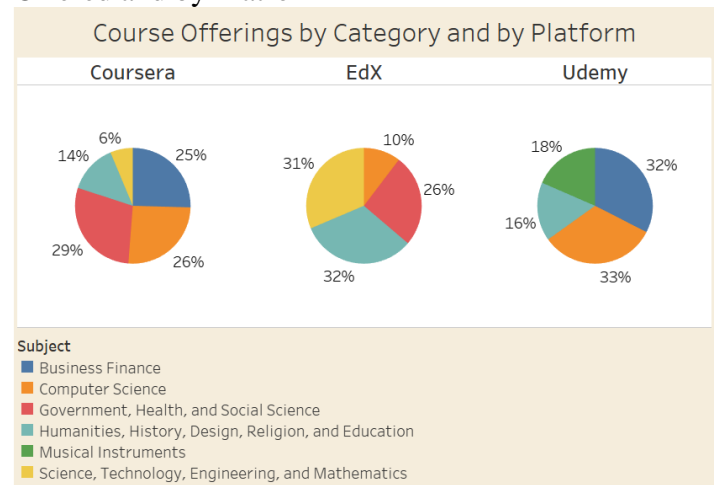 Course Offerings by Category and by Platform
Coursera EdX Udemy
6%
14%
25%
29%
26%
10%
31%
26%
32%
18%
32%
16%
33%
Subject
Business Finance
Computer Science
Government, Health, and Social Science
Humanities, History, Design, Religion, and Education
Musical Instruments
Science, Technology, Engineering, and Mathematics